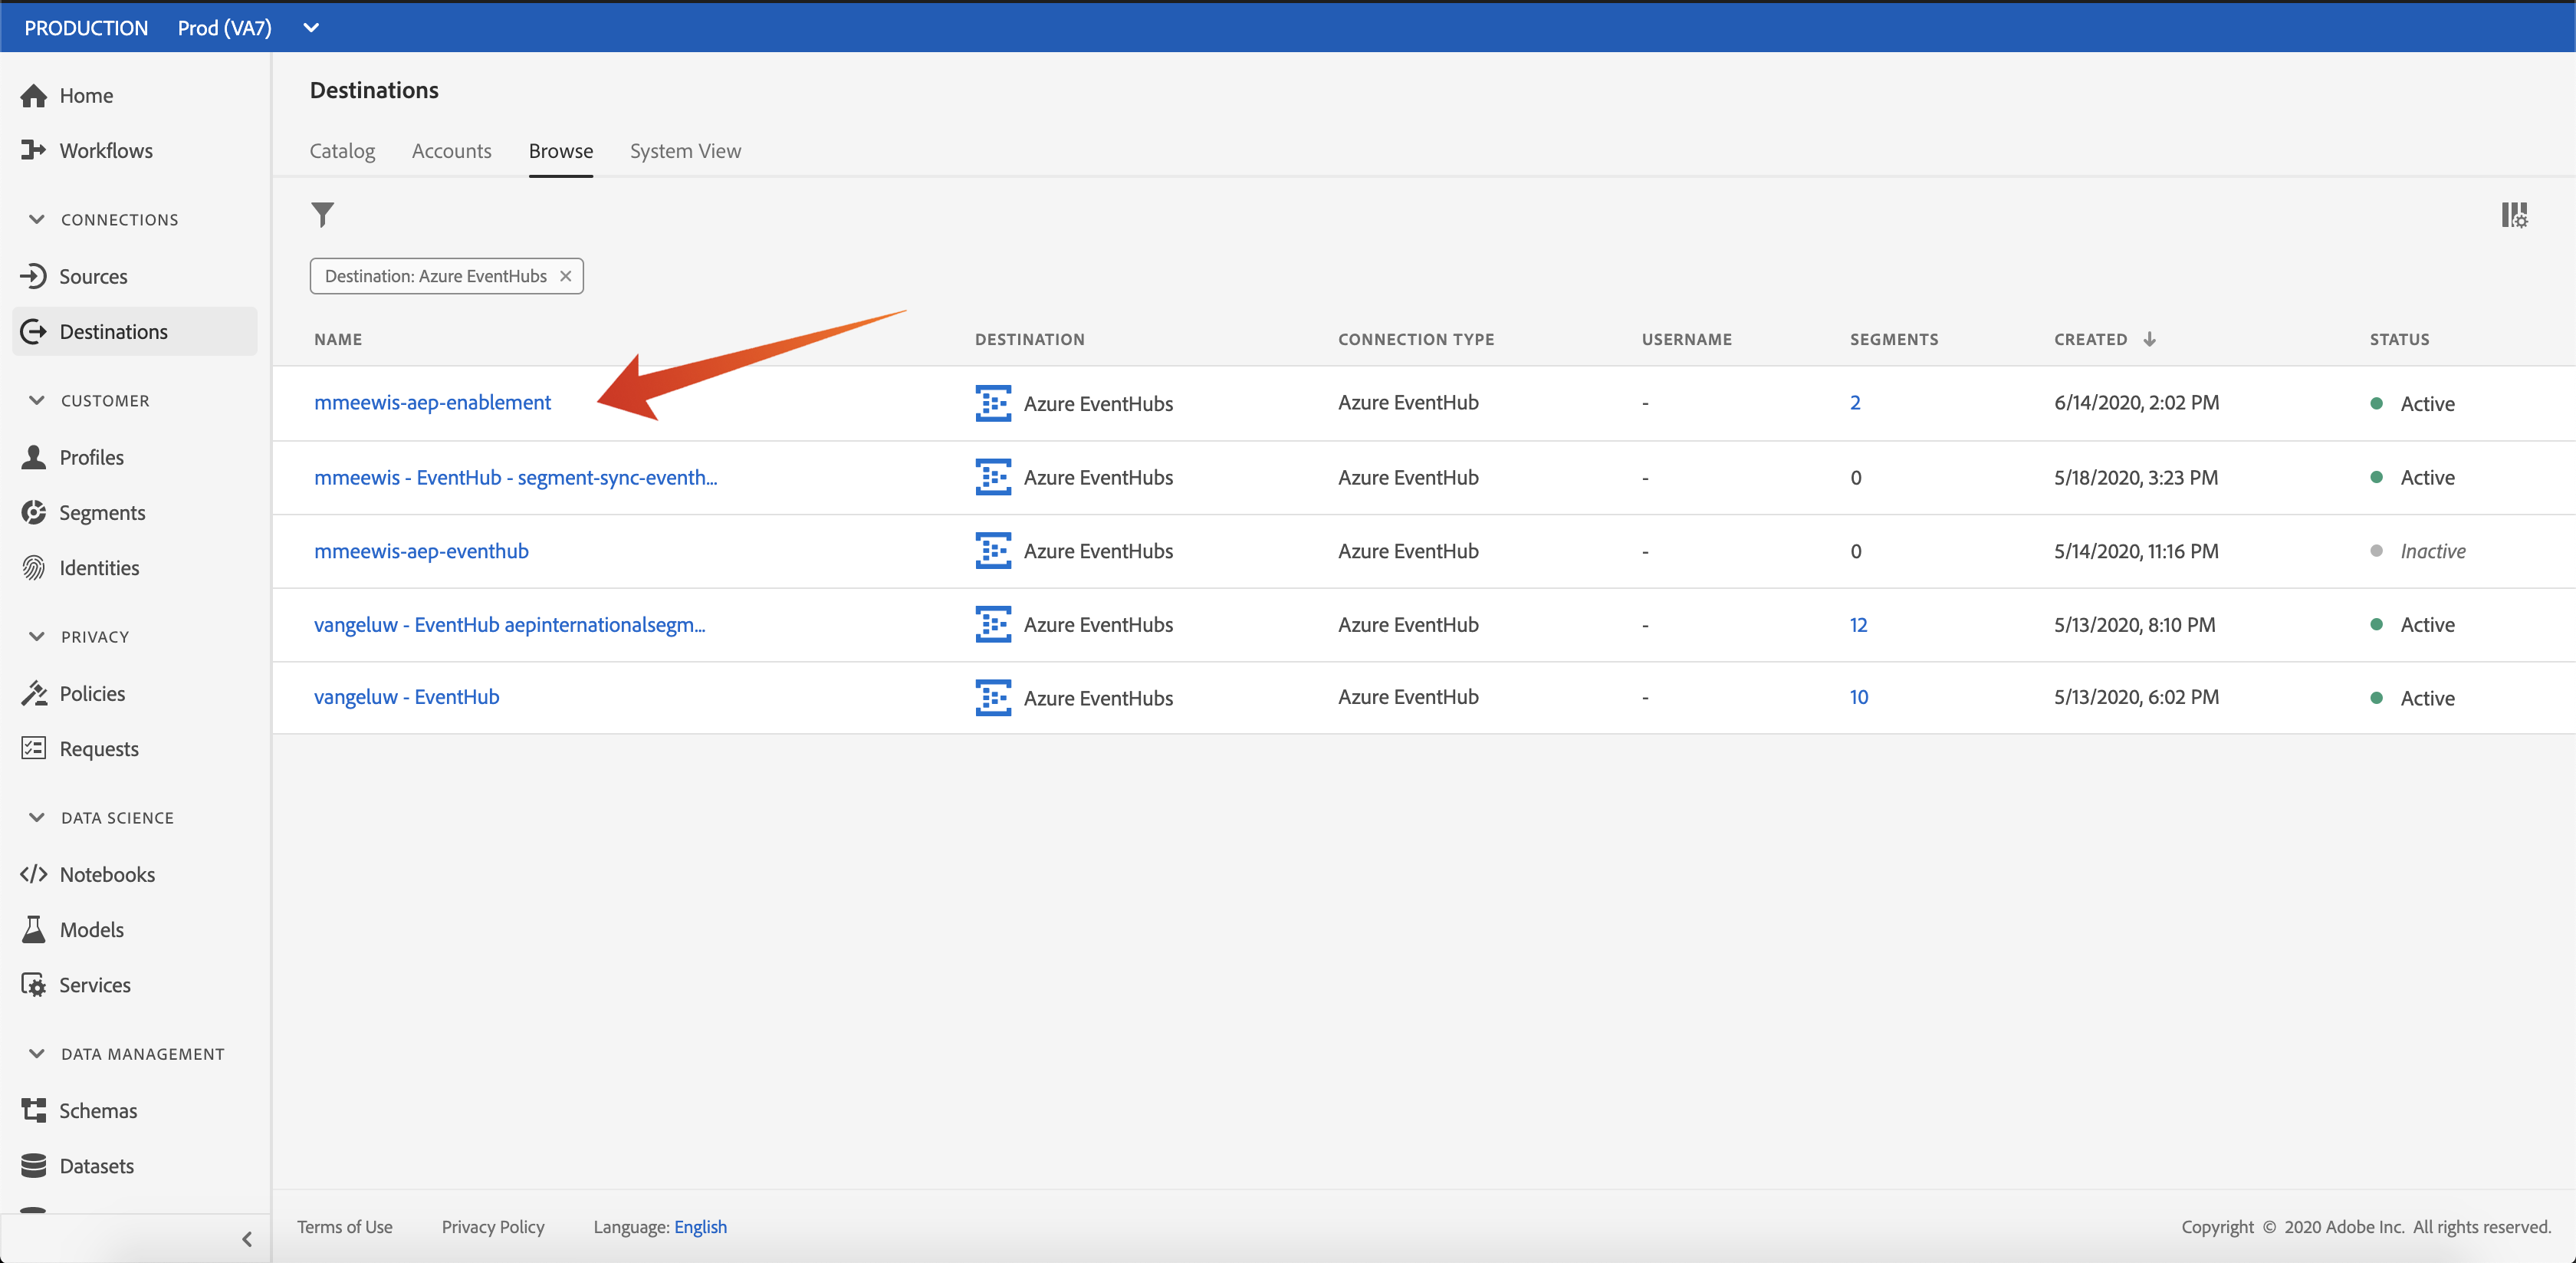 PRODUCTION Prod (VA7)
Home
Workflows
CONNECTIONS
Sources
Destinations
CUSTOMER
Profiles
Segments
Identities
PRIVACY
Policies
Requests
DATA SCIENCE
Notebooks
Models
Services
DATA MANAGEMENT
Schemas
Datasets
Destinations
Catalog Accounts Browse System View
Destination: Azure EventHubs
NAME DESTINATION CONNECTION TYPE USERNAME SEGMENTS CREATED STATUS
mmeewis-aep-enablement Azure EventHubs Azure EventHub - 2 6/14/2020, 2:02 PM Active
mmeewis - EventHub - segment-sync-eventh... Azure EventHubs Azure EventHub - 0 5/18/2020, 3:23 PM Active
mmeewis-aep-eventhub Azure EventHubs Azure EventHub - 0 5/14/2020, 11:16 PM Inactive
vangeluw - EventHub aepinternationalsegm... Azure EventHubs Azure EventHub - 12 5/13/2020, 8:10 PM Active
vangeluw - EventHub Azure EventHubs Azure EventHub - 10 5/13/2020, 6:02 PM Active
Terms of Use Privacy Policy Language: English Copyright © 2020 Adobe Inc. All rights reserved.